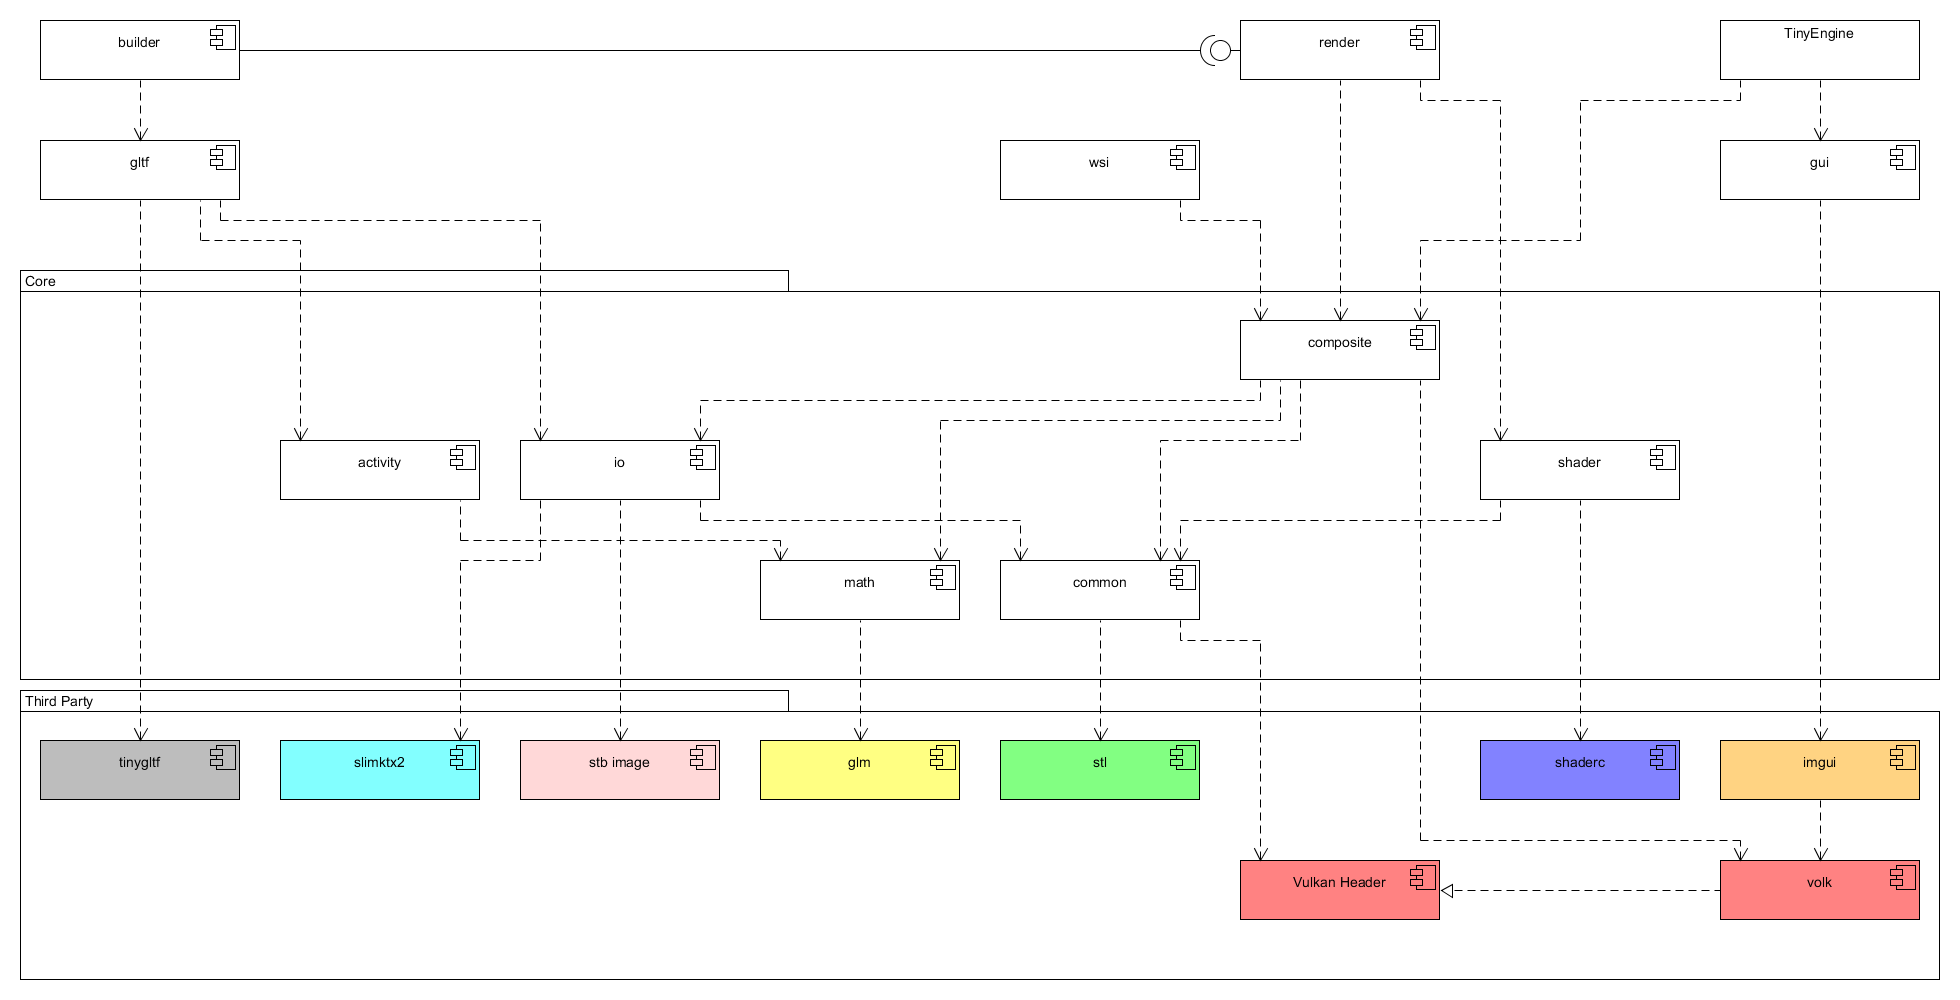 builder
render
TinyEngine
gltf
wsi
gui
Core
composite
activity
io
shader
math
common
Third Party
tinygltf
slimktx2
stb image
glm
stl
shaderc
imgui
Vulkan Header
volk